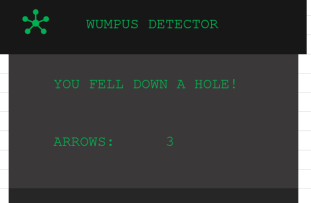 WUMPUS DETECTOR
YOU FELL DOWN A HOLE!
ARROWS: 3